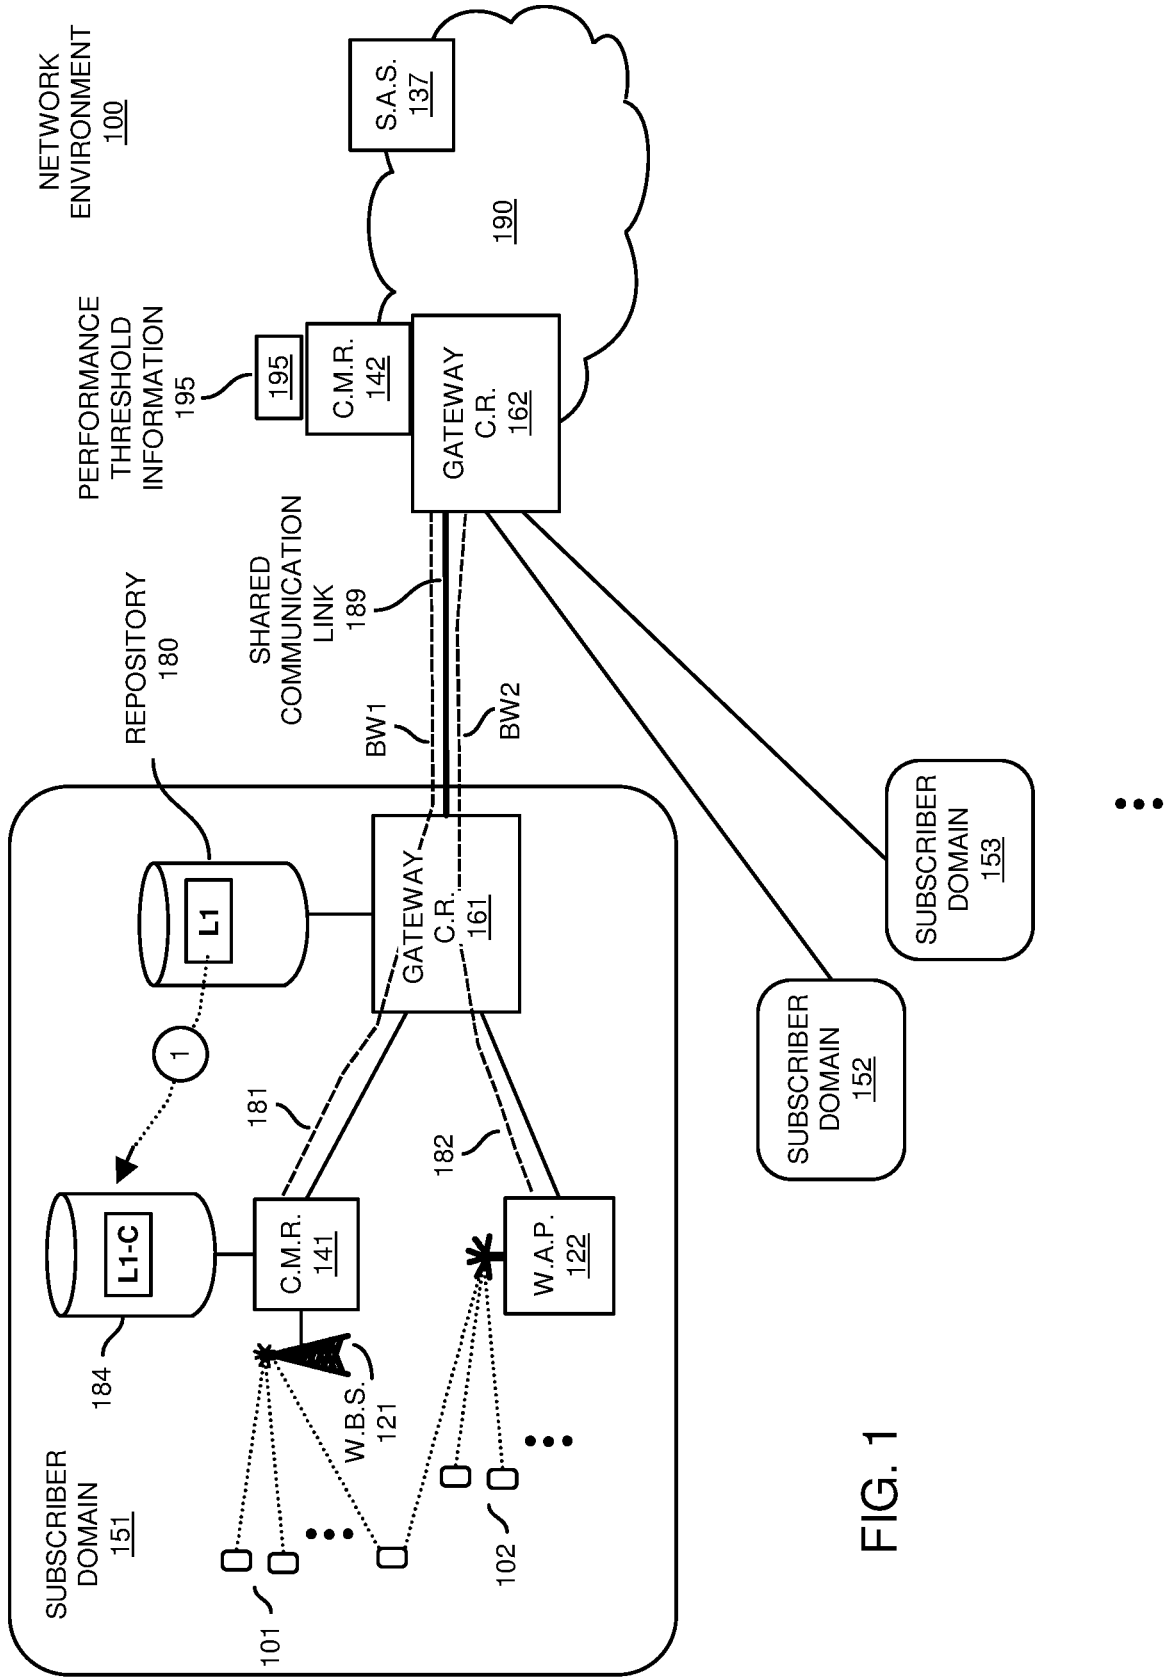 NETWORK
ENVIRONMENT
100
S.A.S.
137
190
PERFORMANCE
THRESHOLD
INFORMATION
195
195
C.M.R.
142
GATEWAY
C.R.
162
SHARED
COMMUNICATION
LINK
189
BW1
BW2
REPOSITORY
180
L1
1
L1-C
184
GATEWAY
C.R.
161
181
182
C.M.R.
141
W.A.P.
122
W.B.S.
121
SUBSCRIBER
DOMAIN
151
101
102
SUBSCRIBER
DOMAIN
152
SUBSCRIBER
DOMAIN
153
FIG. 1